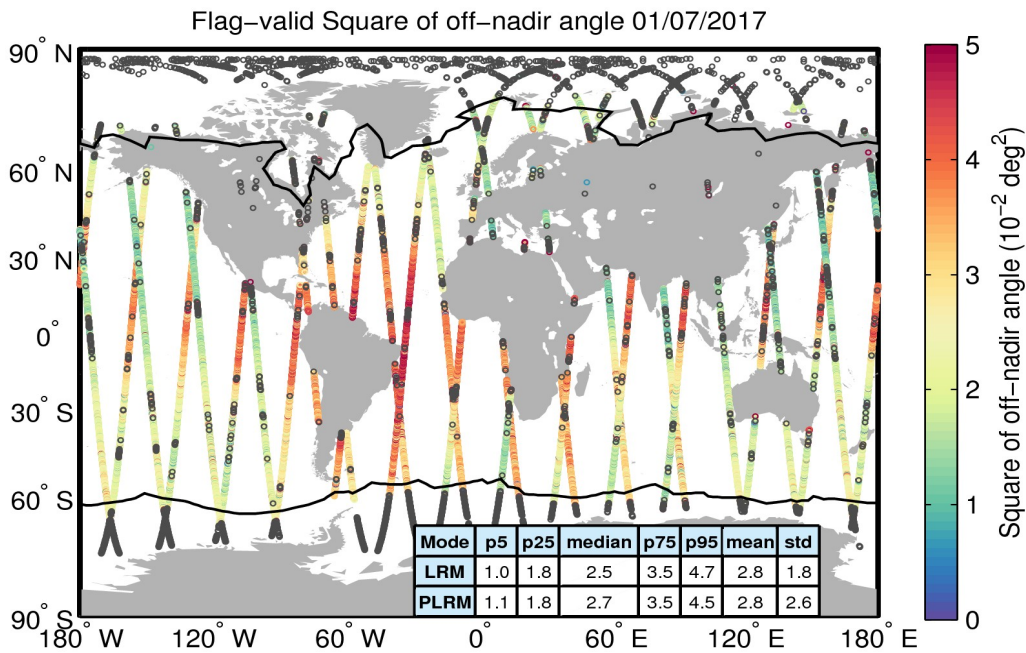 Flag−valid Square of off−nadir angle 01/07/2017
90° N
60° N
30° N
0°
30° S
60° S
90° S
180° W
120° W
60° W
0°
60° E
120° E
180° E
Mode p5 p25 median p75 p95 mean std
LRM 1.0 1.8 2.5 3.5 4.7 2.8 1.8
PLRM 1.1 1.8 2.7 3.5 4.5 2.8 2.6
5
4
3
2
1
0
Square of off−nadir angle (10⁻² deg²)